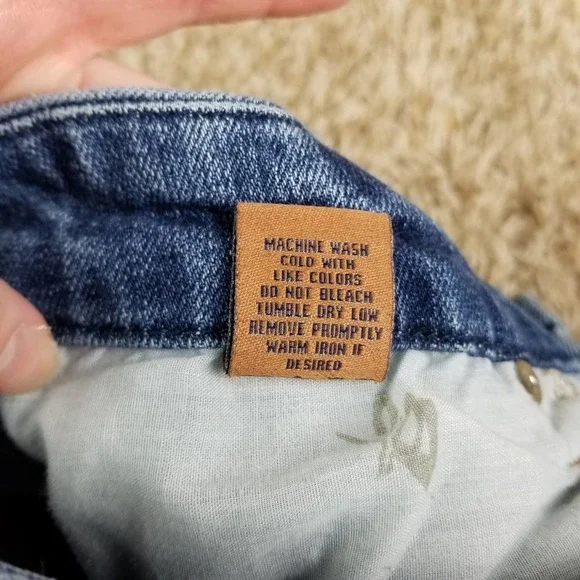 MACHINE WASH
COLD WITH
LIKE COLORS
DO NOT BLEACH
TUMBLE DRY LOW
REMOVE PROMPTLY
WARM IRON IF
DESIRED